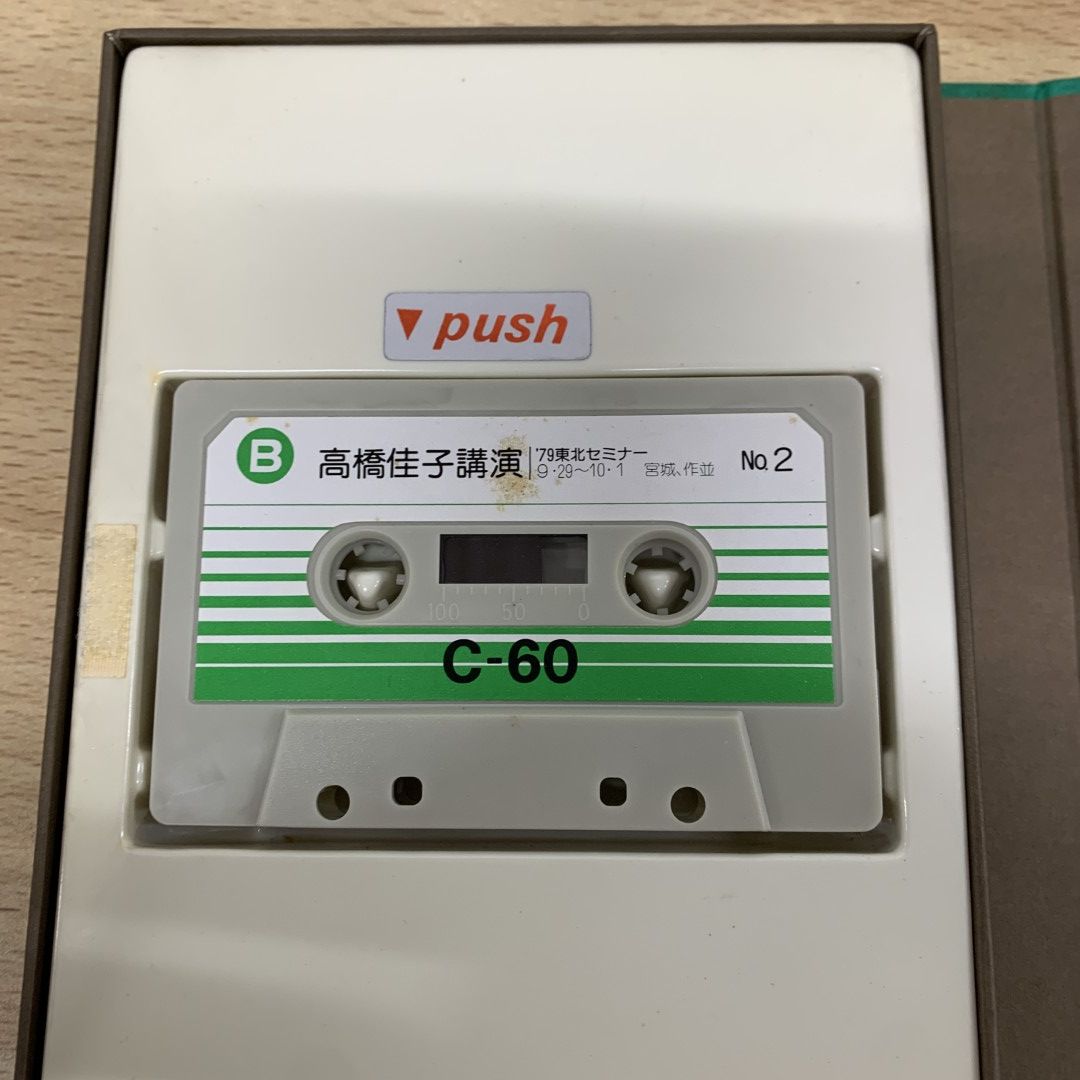 ▼push
B 高橋佳子講演 '79東北セミナー No.2
9・29〜10・1 宮城、作並
100 50 0
C-60